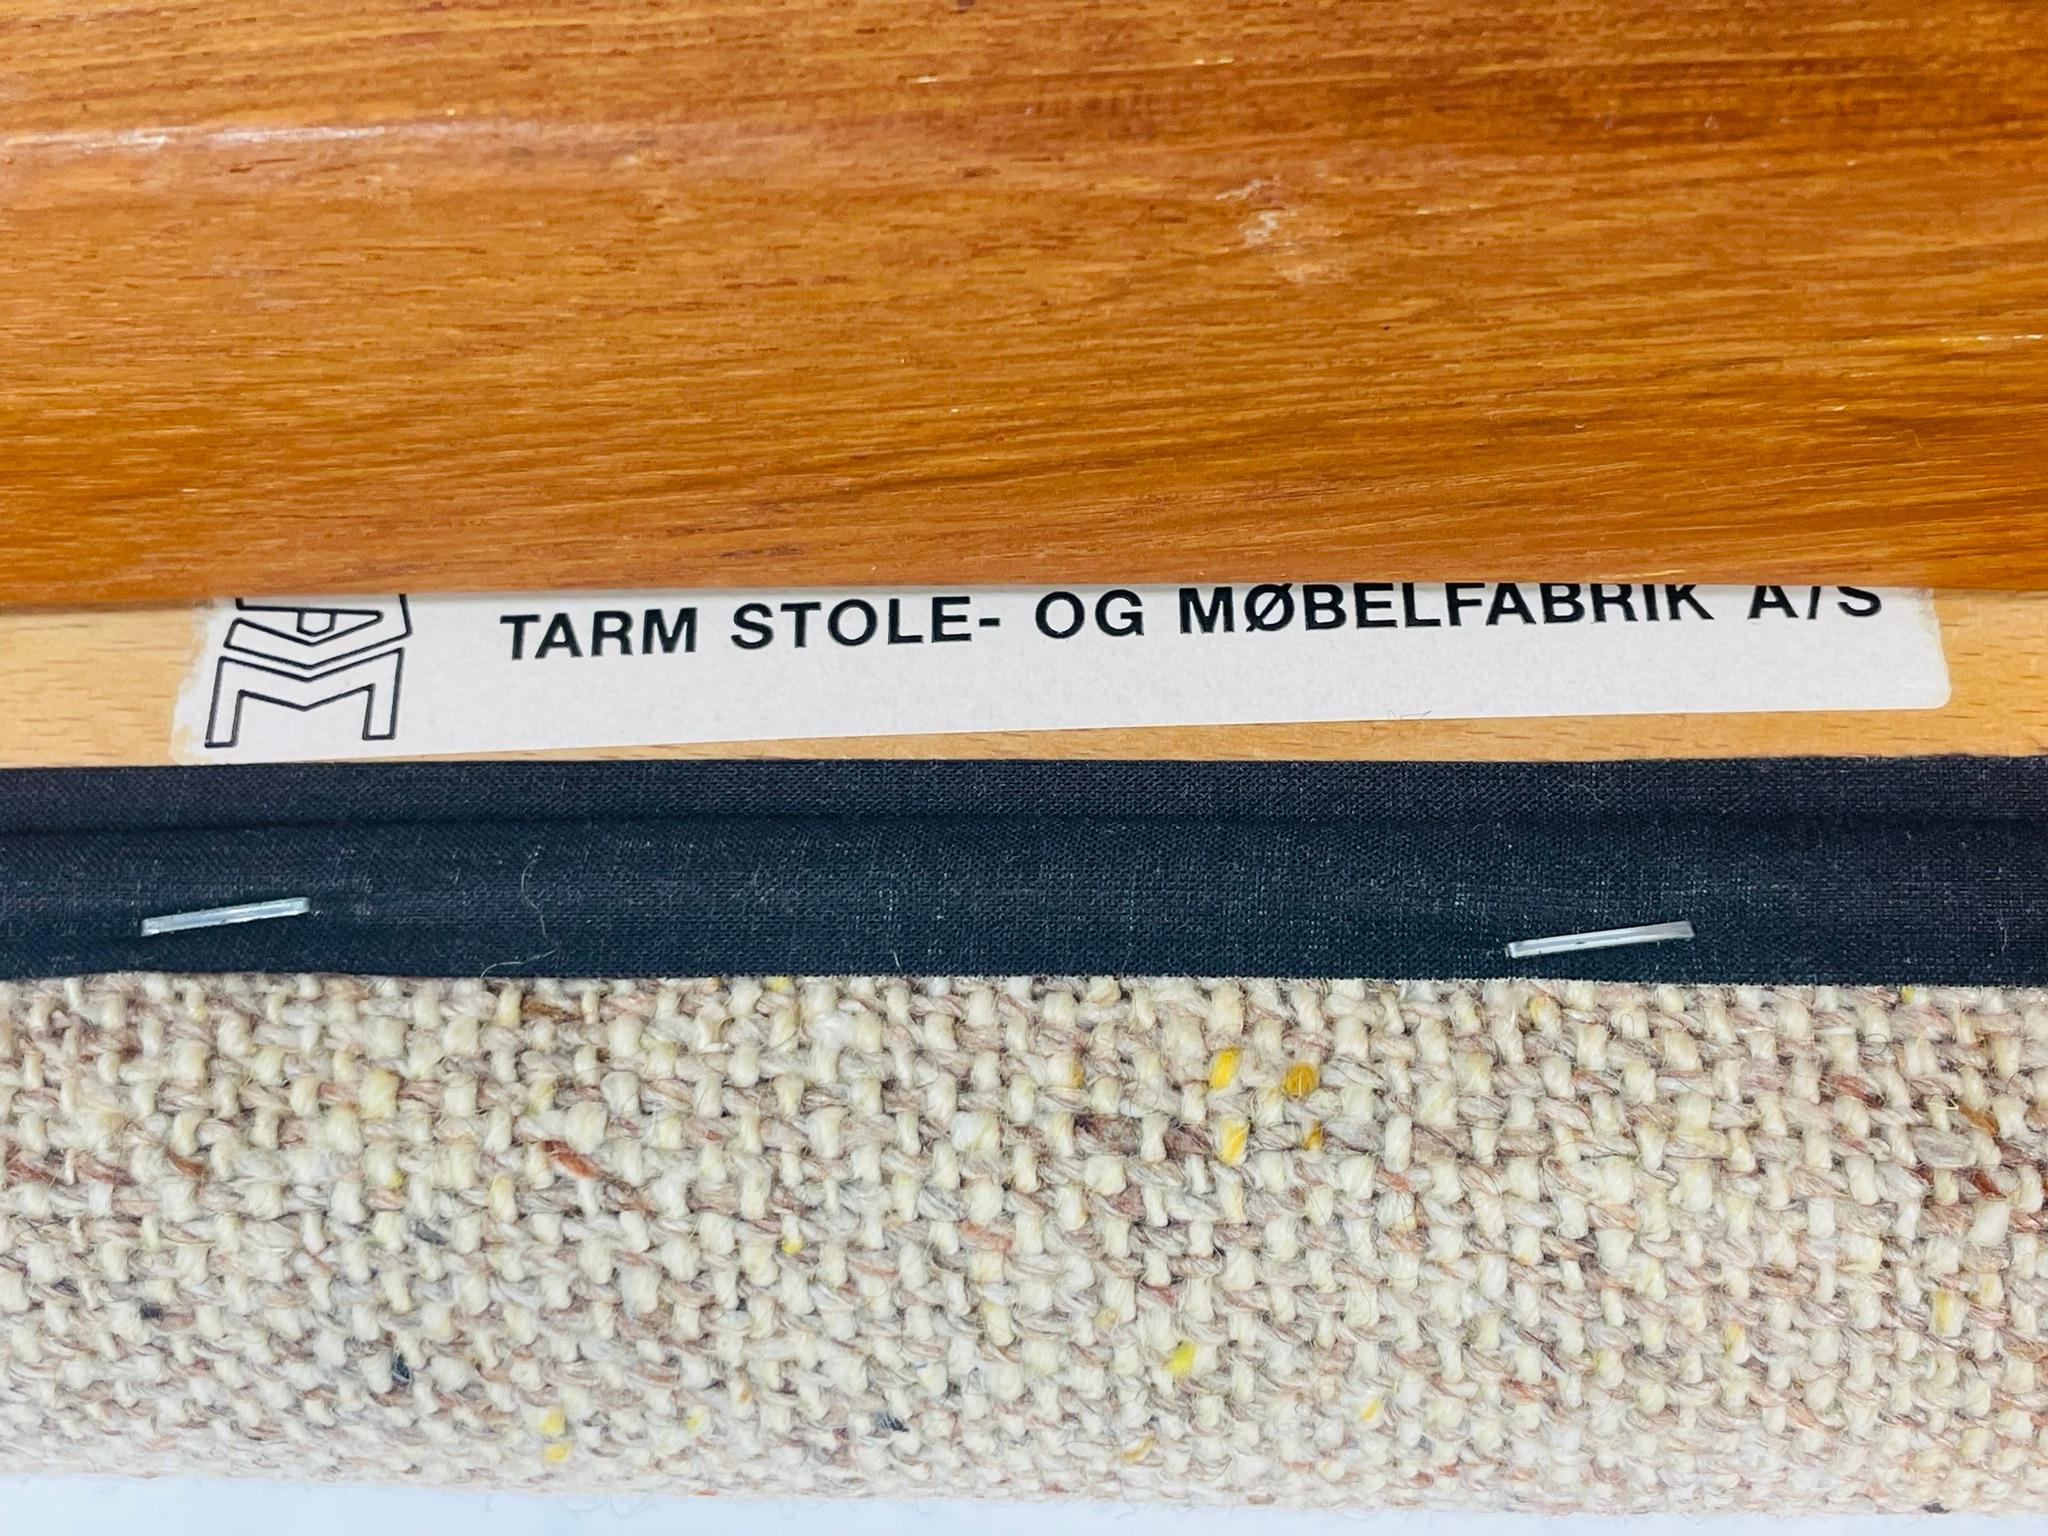 TARM STOLE- OG MØBELFABRIK A/S